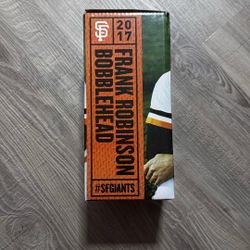 SF
2017
FRANK ROBINSON
BOBBLEHEAD
#SFGIANTS